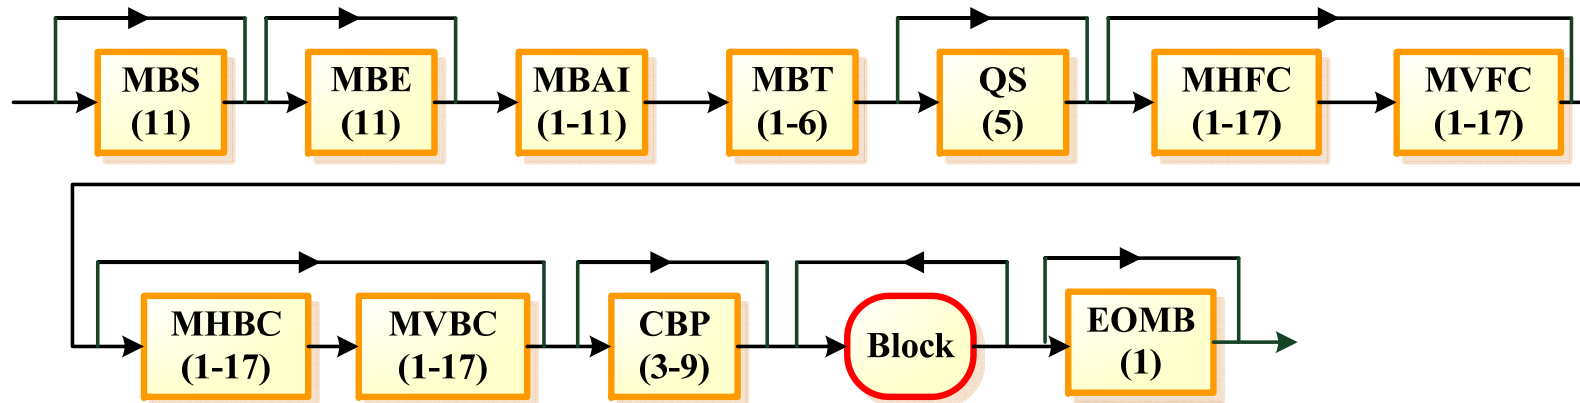 MBS
(11)
MBE
(11)
MBAI
(1-11)
MBT
(1-6)
QS
(5)
MHFC
(1-17)
MVFC
(1-17)
MHBC
(1-17)
MVBC
(1-17)
CBP
(3-9)
Block
EOMB
(1)